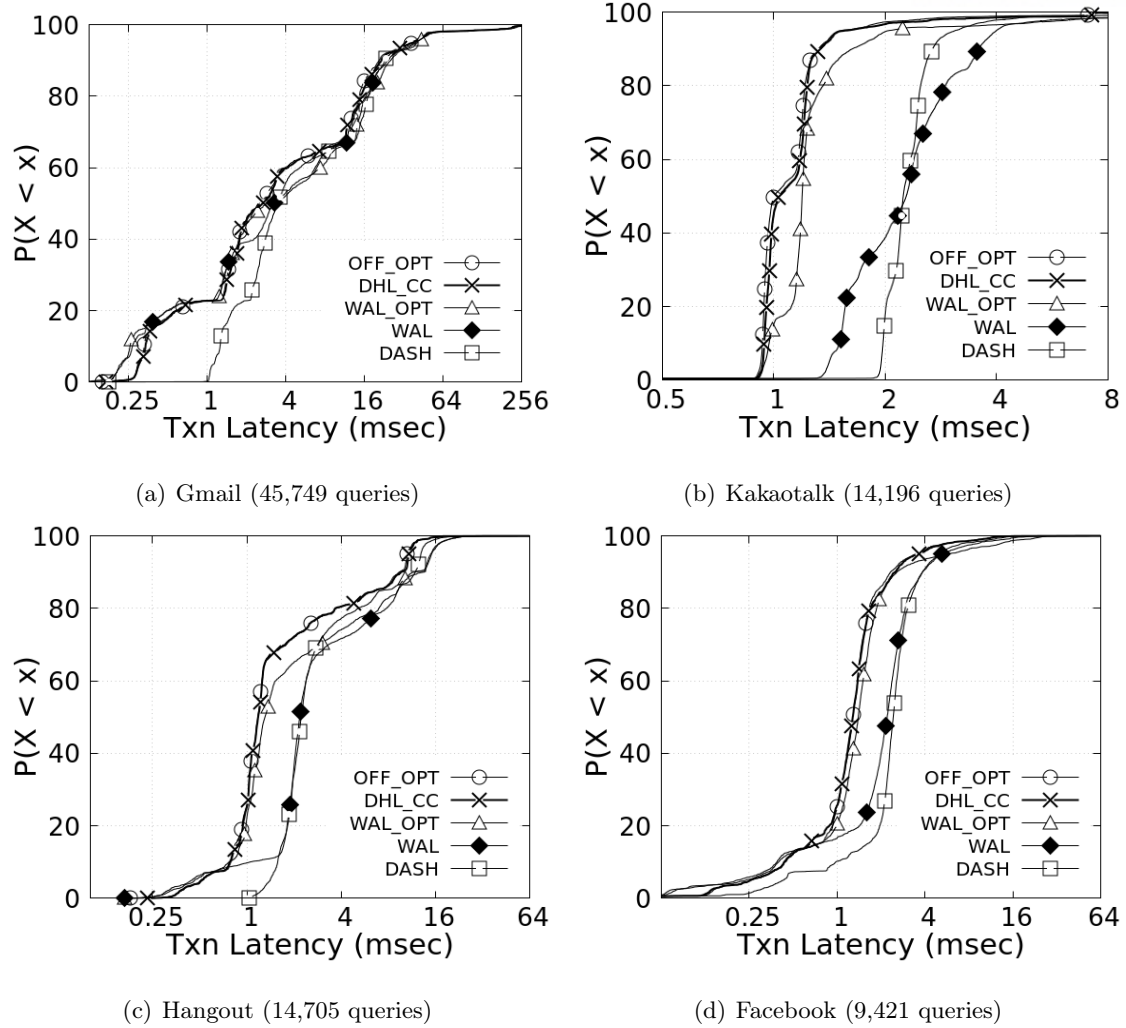 100
80
60
40
20
0
P(X < x)
OFF_OPT
DHL_CC
WAL_OPT
WAL
DASH
0.25 1 4 16 64 256
Txn Latency (msec)
(a) Gmail (45,749 queries)
100
80
60
40
20
0
P(X < x)
OFF_OPT
DHL_CC
WAL_OPT
WAL
DASH
0.5 1 2 4 8
Txn Latency (msec)
(b) Kakaotalk (14,196 queries)
100
80
60
40
20
0
P(X < x)
OFF_OPT
DHL_CC
WAL_OPT
WAL
DASH
0.25 1 4 16 64
Txn Latency (msec)
(c) Hangout (14,705 queries)
100
80
60
40
20
0
P(X < x)
OFF_OPT
DHL_CC
WAL_OPT
WAL
DASH
0.25 1 4 16 64
Txn Latency (msec)
(d) Facebook (9,421 queries)